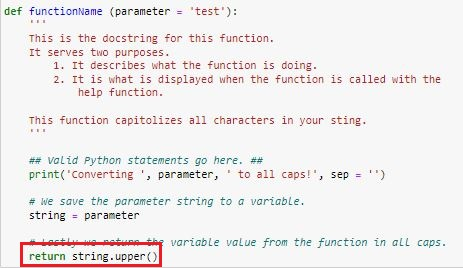 def functionName (parameter = 'test'):
'''
This is the docstring for this function.
It serves two purposes.
1. It describes what the function is doing.
2. It is what is displayed when the function is called with the
help function.
This function capitolizes all characters in your sting.
'''
## Valid Python statements go here. ##
print('Converting ', parameter, ' to all caps!', sep = '')
# We save the parameter string to a variable.
string = parameter
# Lastly we return the variable value from the function in all caps.
return string.upper()